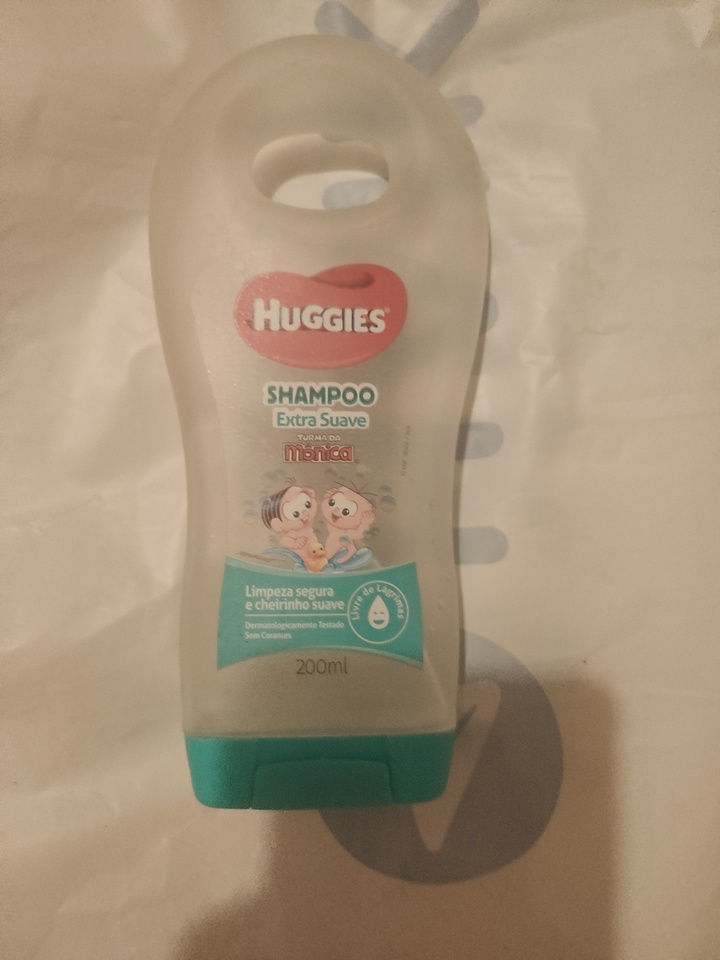 HUGGIES
SHAMPOO
Extra Suave
TURMA DA
Mônica
Limpeza segura
e cheirinho suave
Dermatologicamente Testado
Sem Corantes
Livre de Lágrimas
200ml